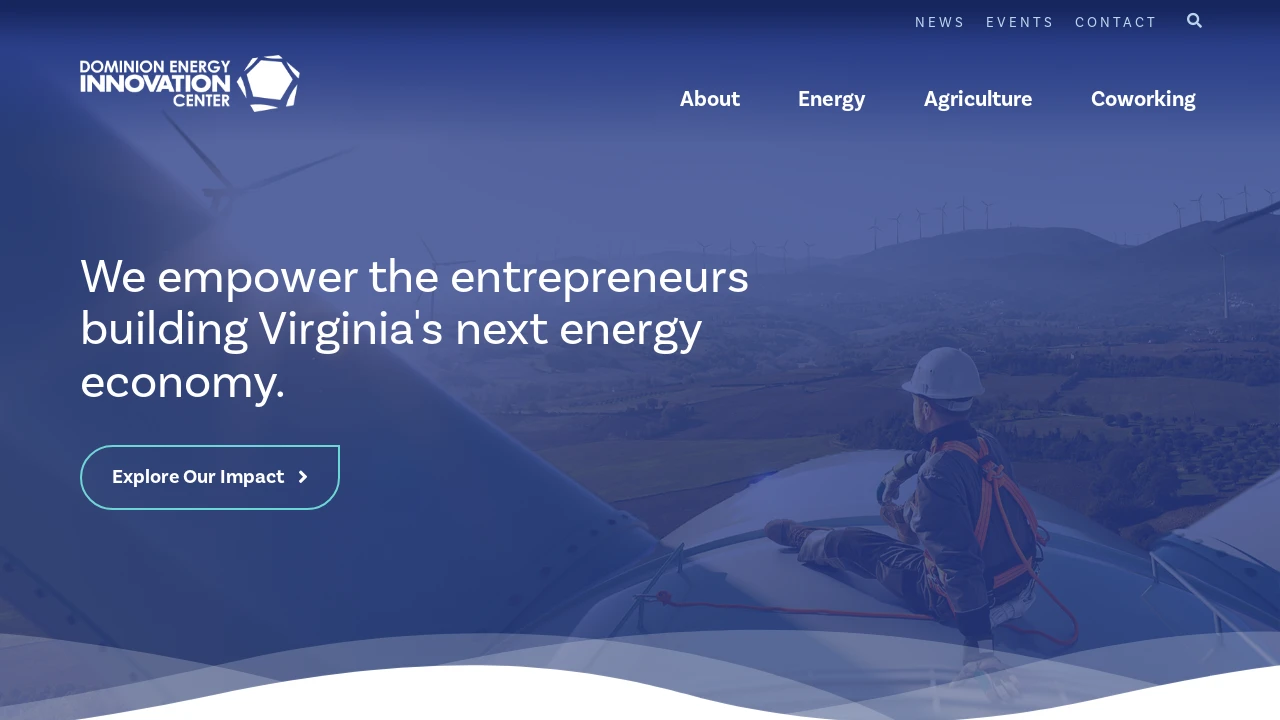 NEWS EVENTS CONTACT
DOMINION ENERGY
INNOVATION
CENTER
About Energy Agriculture Coworking
We empower the entrepreneurs
building Virginia's next energy
economy.
Explore Our Impact